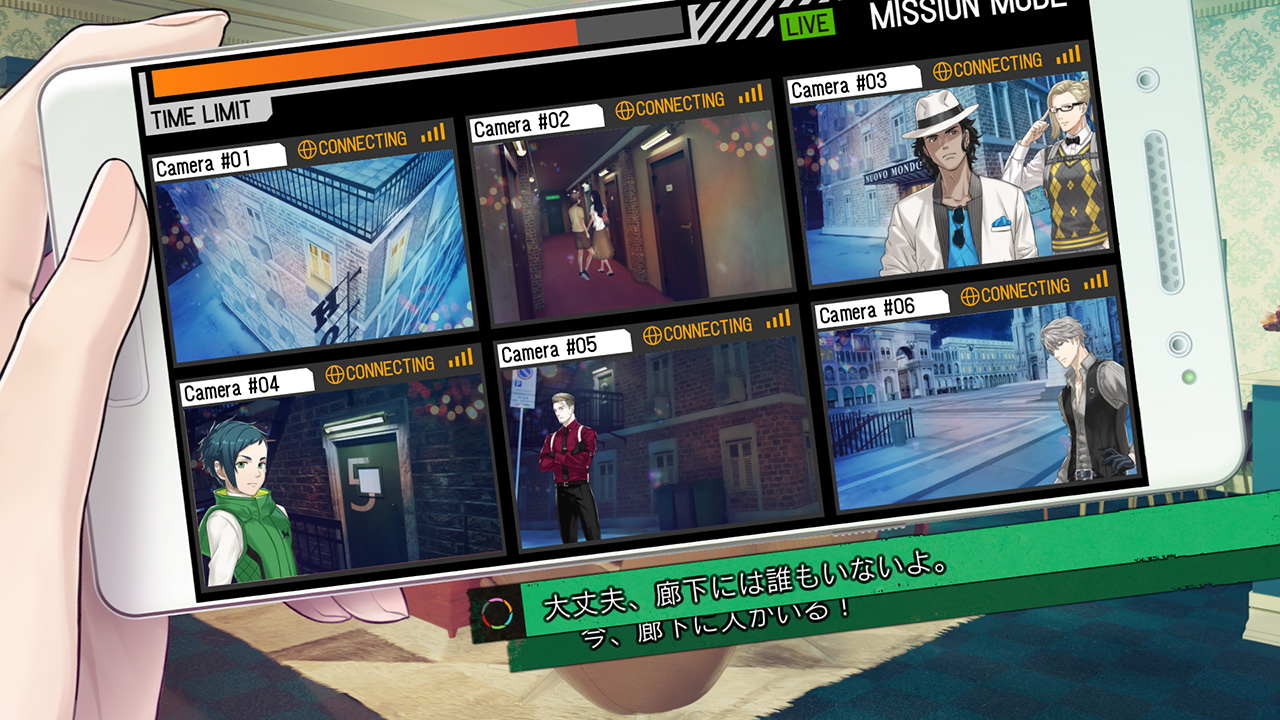 LIVE
MISSION MODE
TIME LIMIT
Camera #01
CONNECTING
Camera #02
CONNECTING
Camera #03
CONNECTING
NUOVO MONDO
Camera #04
CONNECTING
5
Camera #05
CONNECTING
P
Camera #06
CONNECTING
大丈夫、廊下には誰もいないよ。
今、廊下に人がいる！